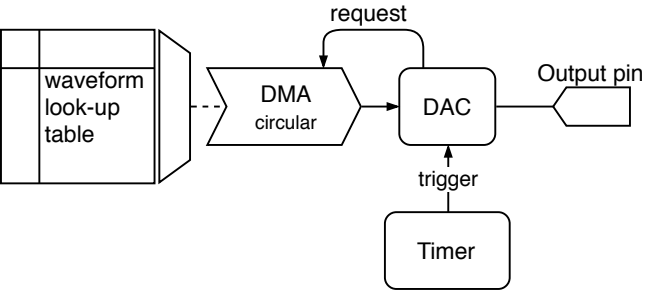 request
Output pin
waveform
look-up
table
DMA
circular
DAC
trigger
Timer